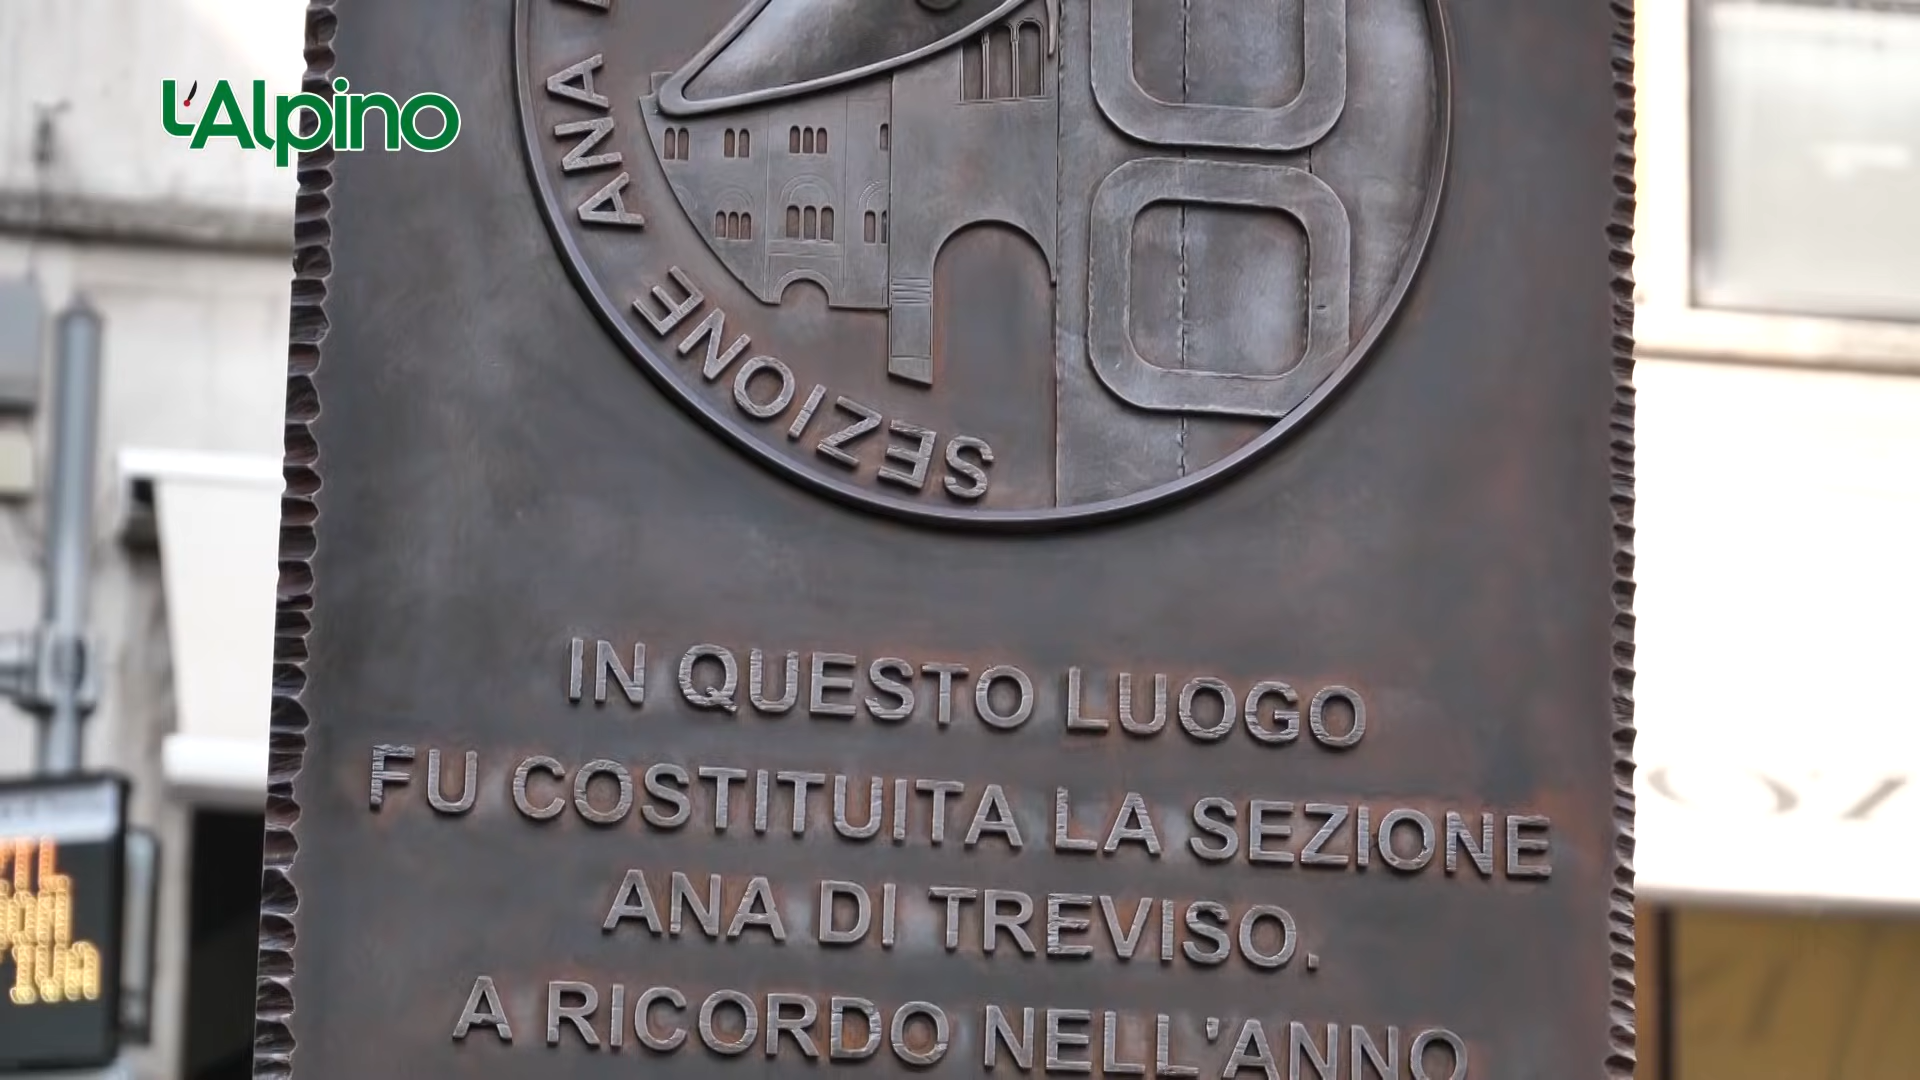 L'Alpino
SEZIONE ANA
IN QUESTO LUOGO
FU COSTITUITA LA SEZIONE
ANA DI TREVISO.
A RICORDO NELL'ANNO